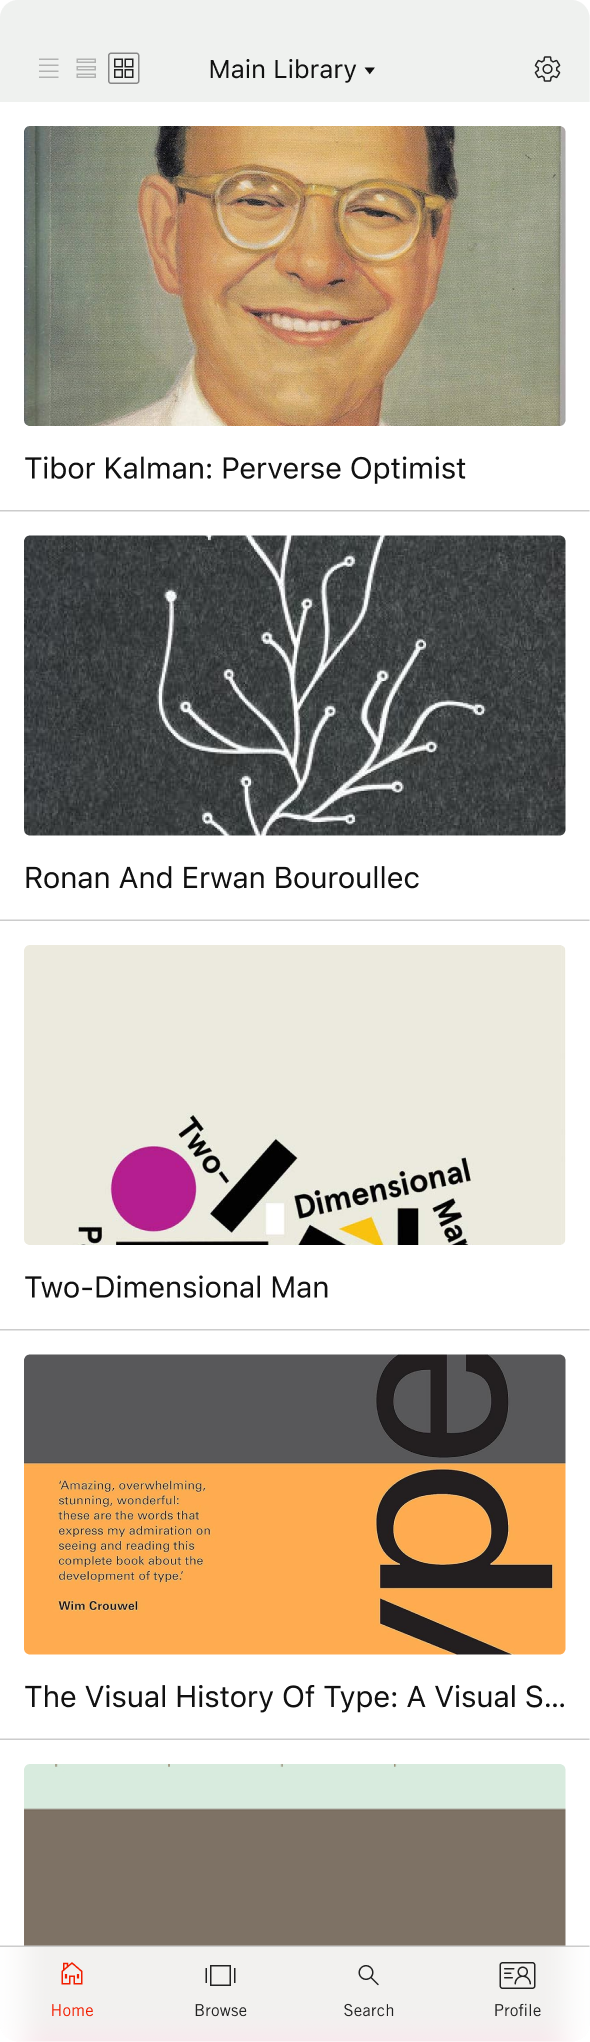 Main Library
Tibor Kalman: Perverse Optimist
Ronan And Erwan Bouroullec
Two-
Dimensional
Two-Dimensional Man
ype
‘Amazing, overwhelming,
stunning, wonderful:
these are the words that
express my admiration on
seeing and reading this
complete book about the
development of type.’
Wim Crouwel
The Visual History Of Type: A Visual S...
Home
Browse
Search
Profile